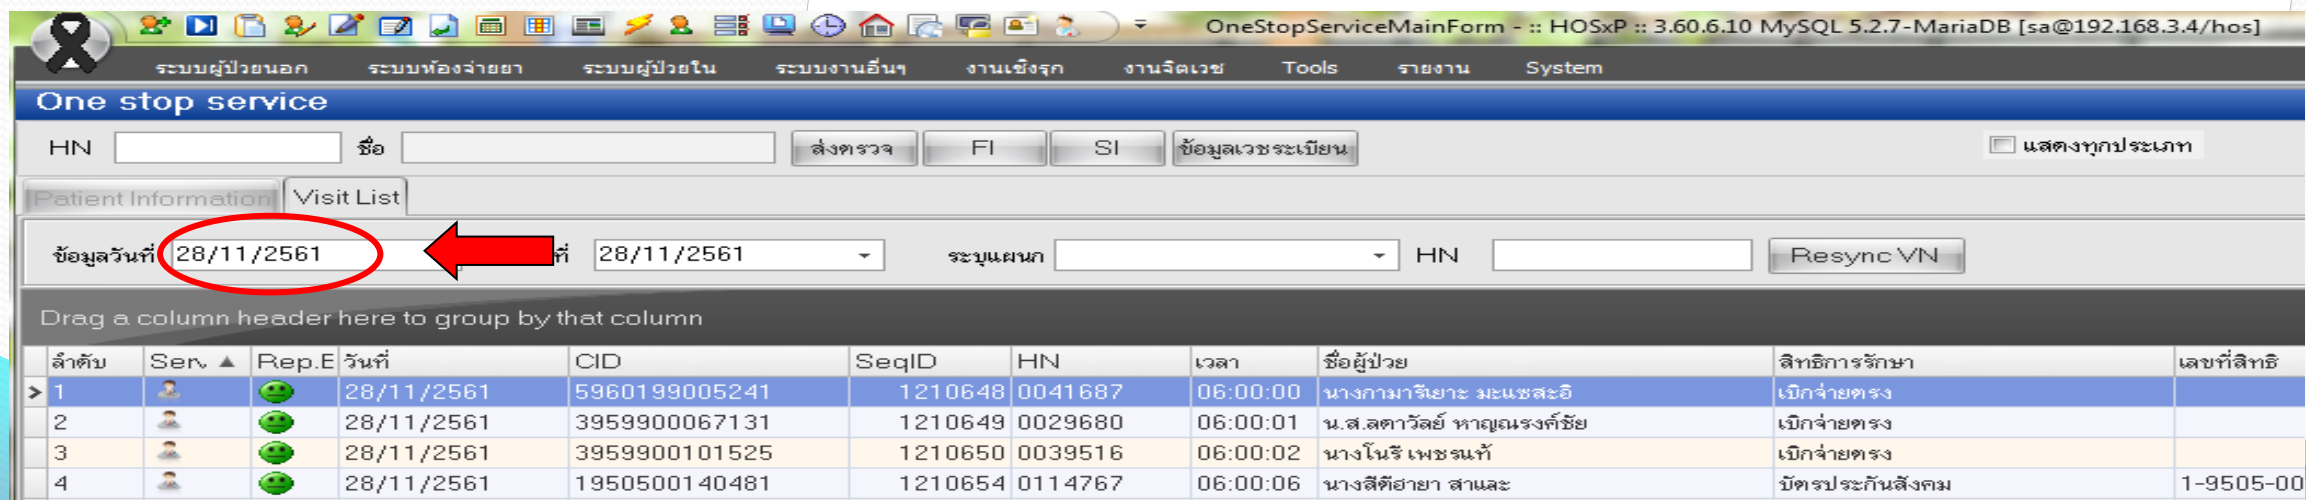 OneStopServiceMainForm - :: HOSxP :: 3.60.6.10 MySQL 5.2.7-MariaDB [sa@192.168.3.4/hos]
ระบบผู้ป่วยนอก ระบบห้องจ่ายยา ระบบผู้ป่วยใน ระบบงานอื่นๆ งานเชิงรุก งานจิตเวช Tools รายงาน System
One stop service
HN ชื่อ ส่งตรวจ FI SI ข้อมูลเวชระเบียน แสดงทุกประเภท
Patient Information Visit List
ข้อมูลวันที่ 28/11/2561 ที่ 28/11/2561 ระบุแผนก HN Resync VN
Drag a column header here to group by that column
ลำดับ Serv Rep.E วันที่ CID SeqID HN เวลา ชื่อผู้ป่วย สิทธิการรักษา เลขที่สิทธิ
1 28/11/2561 5960199005241 1210648 0041687 06:00:00 นางกามารีเยาะ มะแซสะอิ เบิกจ่ายตรง
2 28/11/2561 3959900067131 1210649 0029680 06:00:01 น.ส.ลดาวัลย์ หาญณรงค์ชัย เบิกจ่ายตรง
3 28/11/2561 3959900101525 1210650 0039516 06:00:02 นางโนรี เพชรแท้ เบิกจ่ายตรง
4 28/11/2561 1950500140481 1210654 0114767 06:00:06 นางสีตีฮายา สาและ บัตรประกันสังคม 1-9505-00